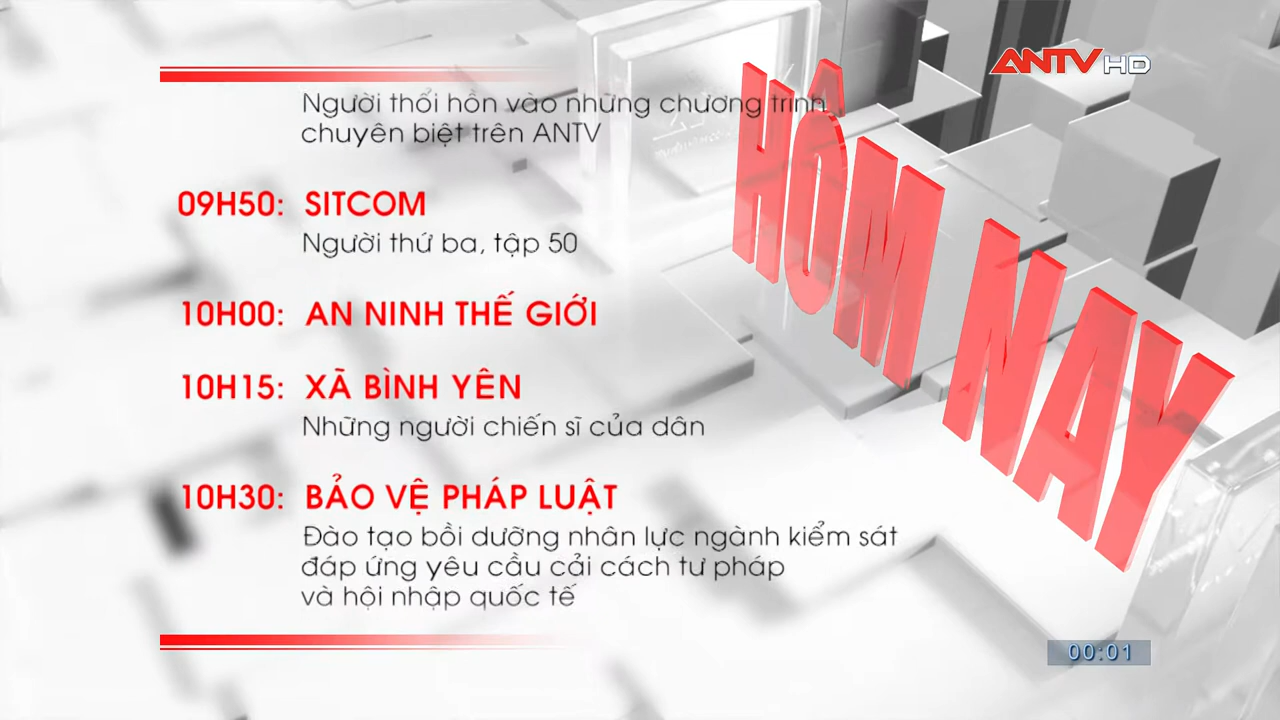 ANTV HD
Người thổi hồn vào những chương trình
chuyên biệt trên ANTV
09H50: SITCOM
Người thứ ba, tập 50
10H00: AN NINH THẾ GIỚI
10H15: XÃ BÌNH YÊN
Những người chiến sĩ của dân
10H30: BẢO VỆ PHÁP LUẬT
Đào tạo bồi dưỡng nhân lực ngành kiểm sát
đáp ứng yêu cầu cải cách tư pháp
và hội nhập quốc tế
HÔM NAY
00:01